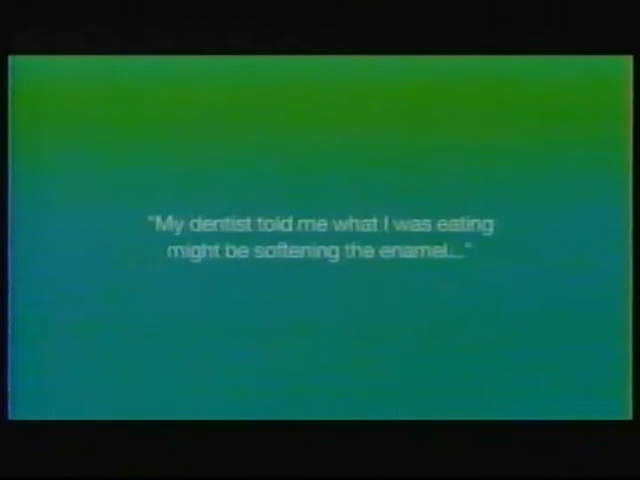 "My dentist told me what I was eating
might be softening the enamel..."